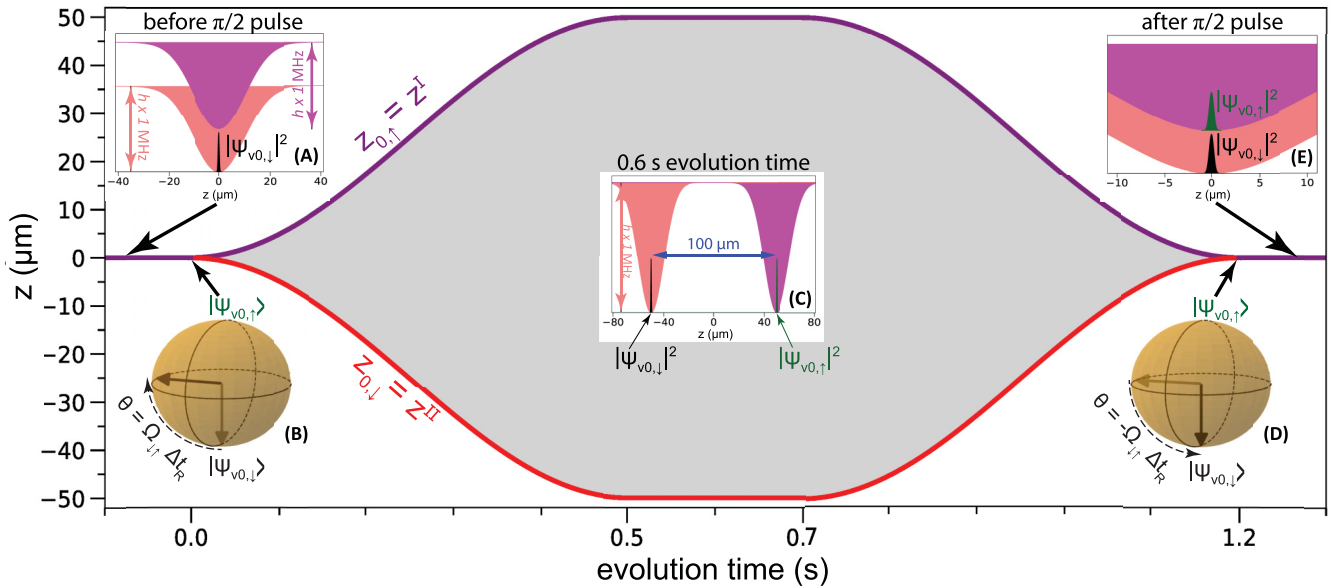 before π/2 pulse
h x 1 MHz
h x 1 MHz
|Ψv0,↓|²
(A)
−40 −20 0 20 40
z (μm)
z0,↑ = zI
0.6 s evolution time
h x 1 MHz
100 μm
(C)
−80 −40 0 40 80
z (μm)
|Ψv0,↓|²
|Ψv0,↑|²
after π/2 pulse
|Ψv0,↑|²
|Ψv0,↓|²
(E)
−10 −5 0 5 10
z (μm)
|Ψv0,↑⟩
θ = Ω↓↑ ΔtR
(B)
|Ψv0,↓⟩
z0,↓ = zII
|Ψv0,↑⟩
θ = -Ω↓↑ ΔtR
(D)
|Ψv0,↓⟩
z (μm)
50
40
30
20
10
0
−10
−20
−30
−40
−50
0.0 0.5 0.7 1.2
evolution time (s)